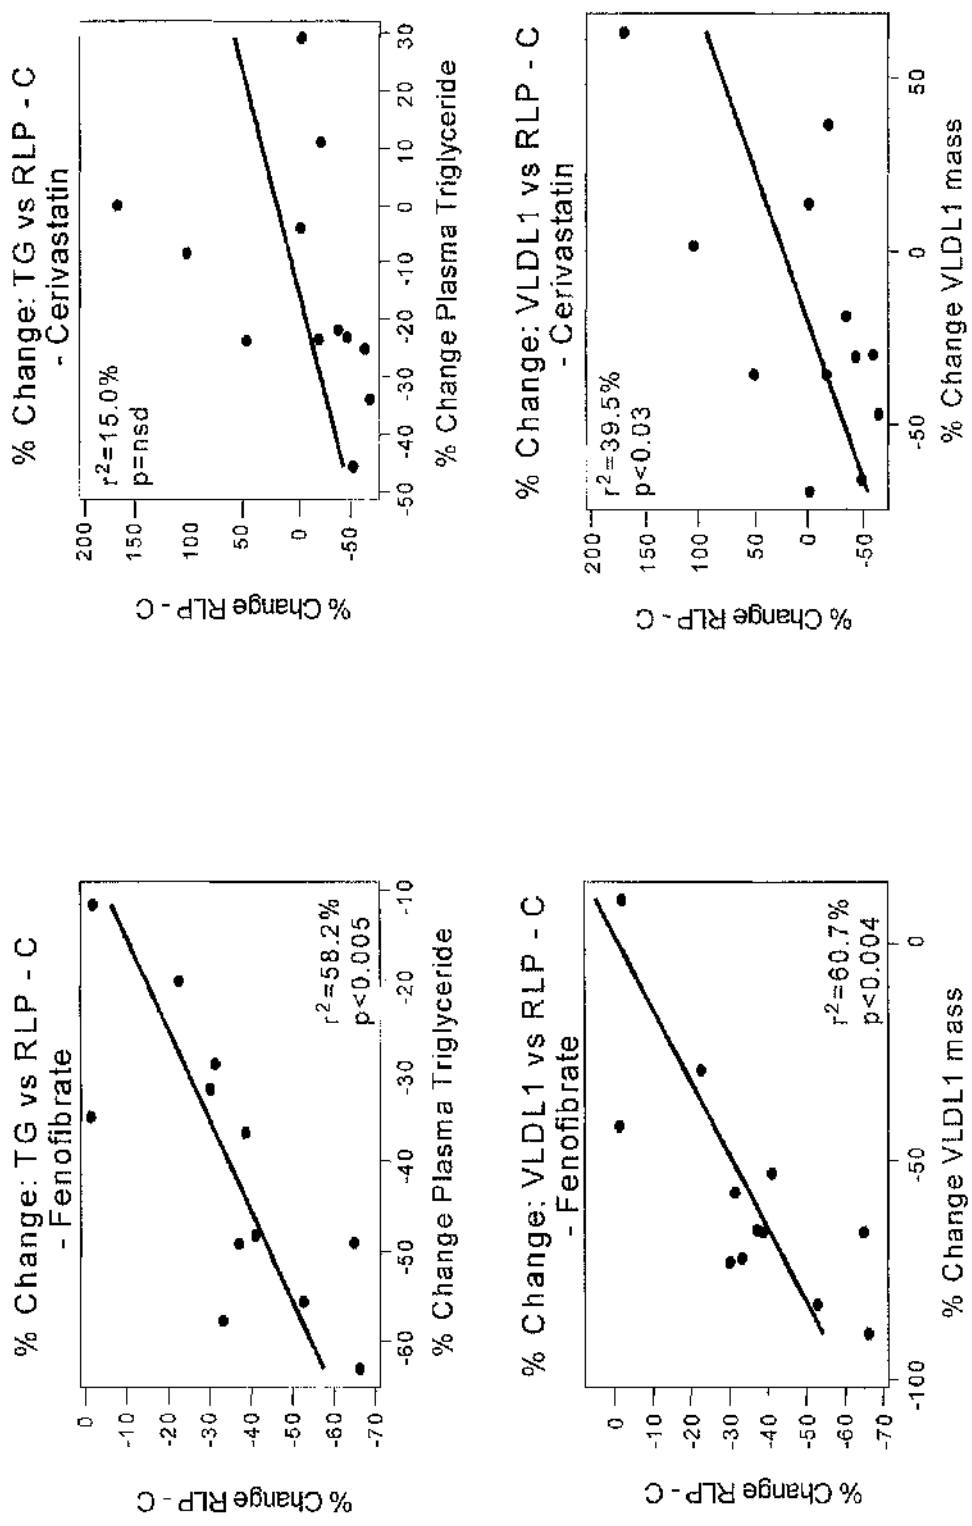 % Change: TG vs RLP - C
- Fenofibrate
% Change RLP - C
0
-10
-20
-30
-40
-50
-60
-70
r²=58.2%
p<0.005
-60
-50
-40
-30
-20
-10
% Change Plasma Triglyceride
% Change: TG vs RLP - C
- Cerivastatin
% Change RLP - C
200
150
100
50
0
-50
r²=15.0%
p=nsd
-50
-40
-30
-20
-10
0
10
20
30
% Change Plasma Triglyceride
% Change: VLDL1 vs RLP - C
- Fenofibrate
% Change RLP - C
0
-10
-20
-30
-40
-50
-60
-70
r²=60.7%
p<0.004
-100
-50
0
% Change VLDL1 mass
% Change: VLDL1 vs RLP - C
- Cerivastatin
% Change RLP - C
200
150
100
50
0
-50
r²=39.5%
p<0.03
-50
0
50
% Change VLDL1 mass